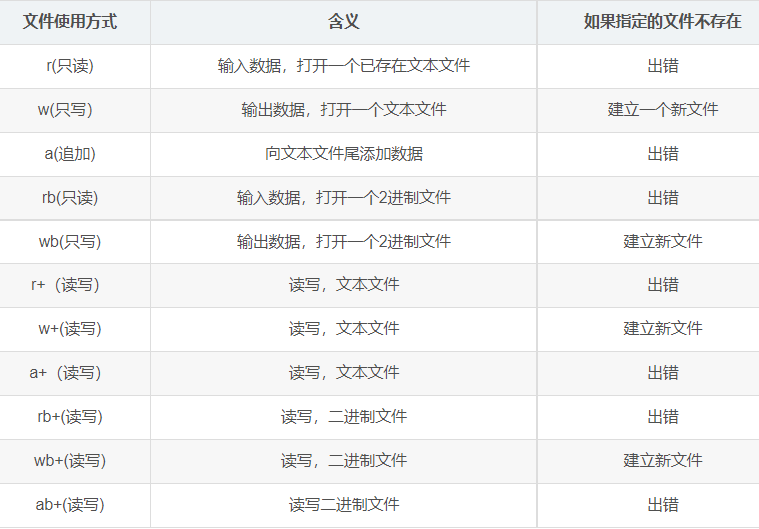 文件使用方式 含义 如果指定的文件不存在
r(只读) 输入数据，打开一个已存在文本文件 出错
w(只写） 输出数据，打开一个文本文件 建立一个新文件
a(追加) 向文本文件尾添加数据 出错
rb(只读) 输入数据，打开一个2进制文件 出错
wb(只写) 输出数据，打开一个2进制文件 建立新文件
r+（读写） 读写，文本文件 出错
w+(读写) 读写，文本文件 建立新文件
a+（读写） 读写，文本文件 出错
rb+(读写) 读写，二进制文件 出错
wb+(读写) 读写，二进制文件 建立新文件
ab+(读写) 读写二进制文件 出错